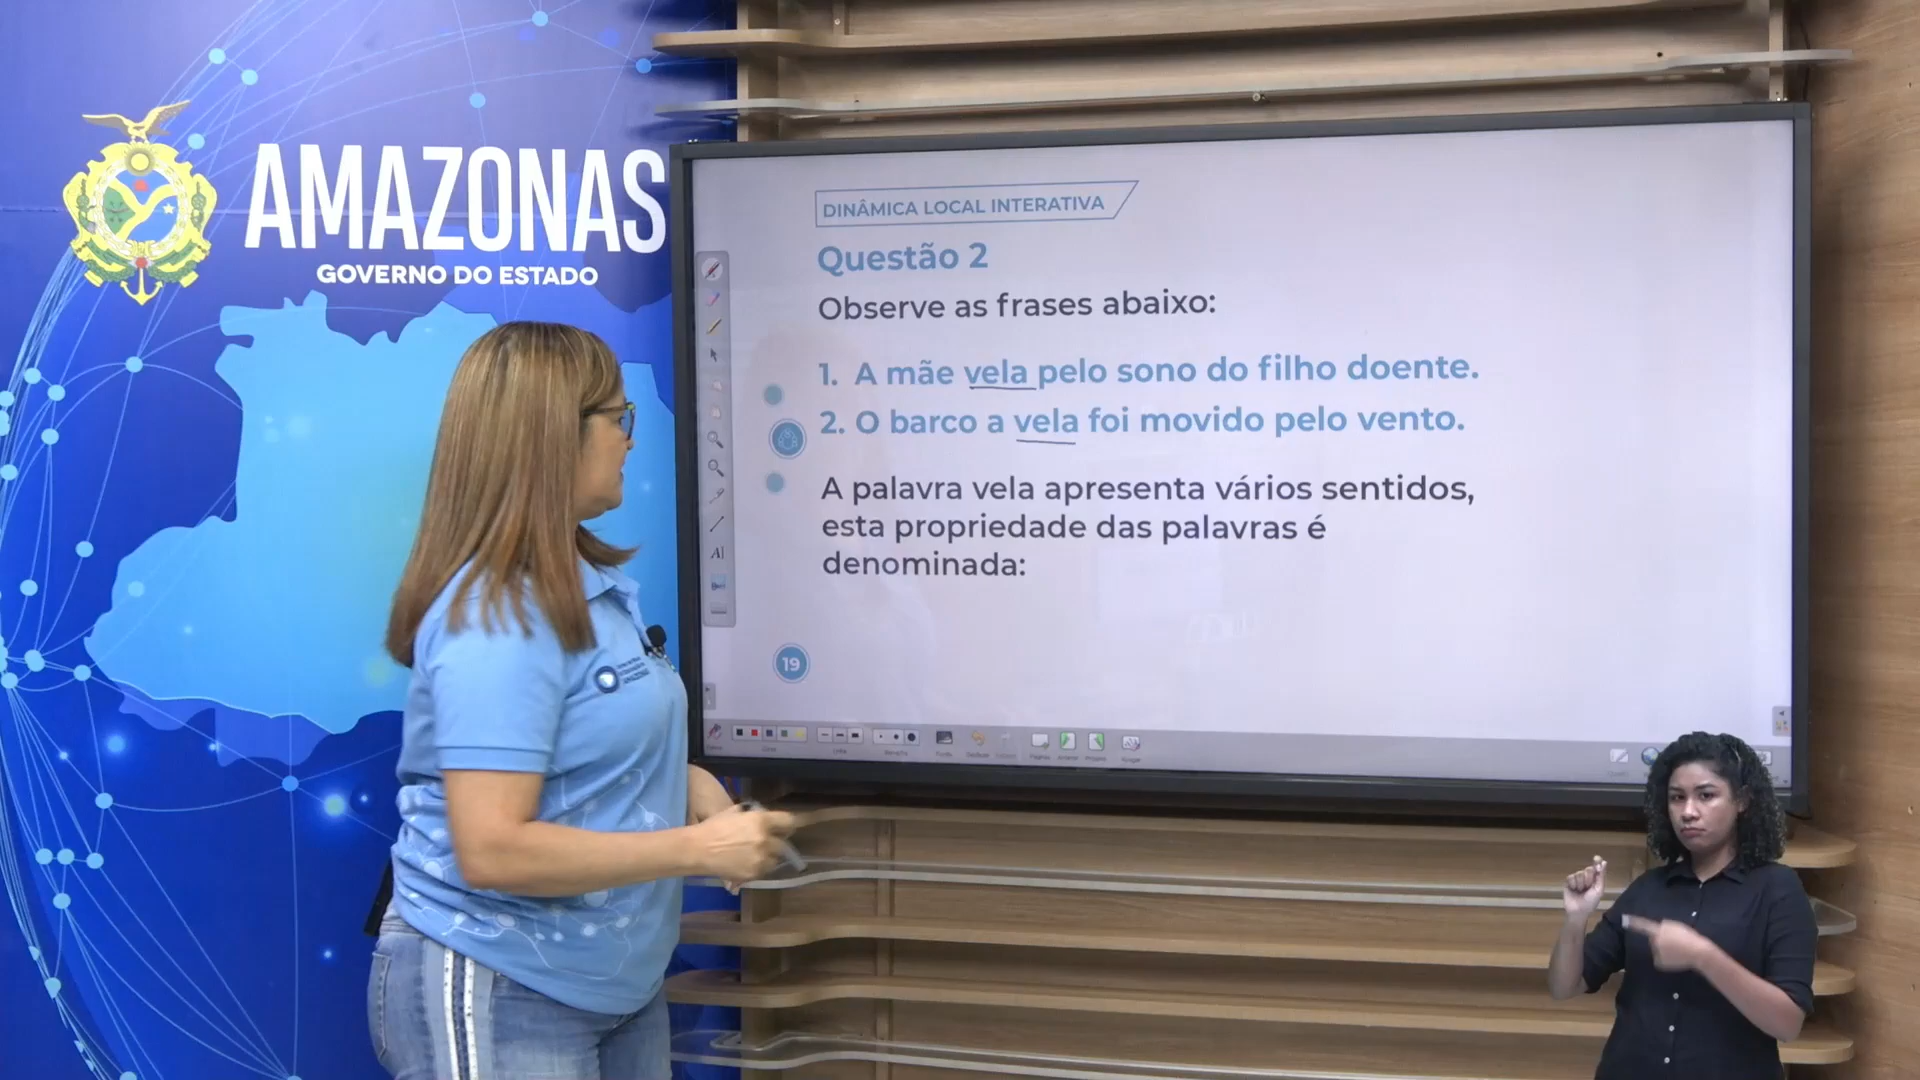 AMAZONAS
GOVERNO DO ESTADO
DINÂMICA LOCAL INTERATIVA
Questão 2
Observe as frases abaixo:
1. A mãe vela pelo sono do filho doente.
2. O barco a vela foi movido pelo vento.
A palavra vela apresenta vários sentidos,
esta propriedade das palavras é
denominada:
19